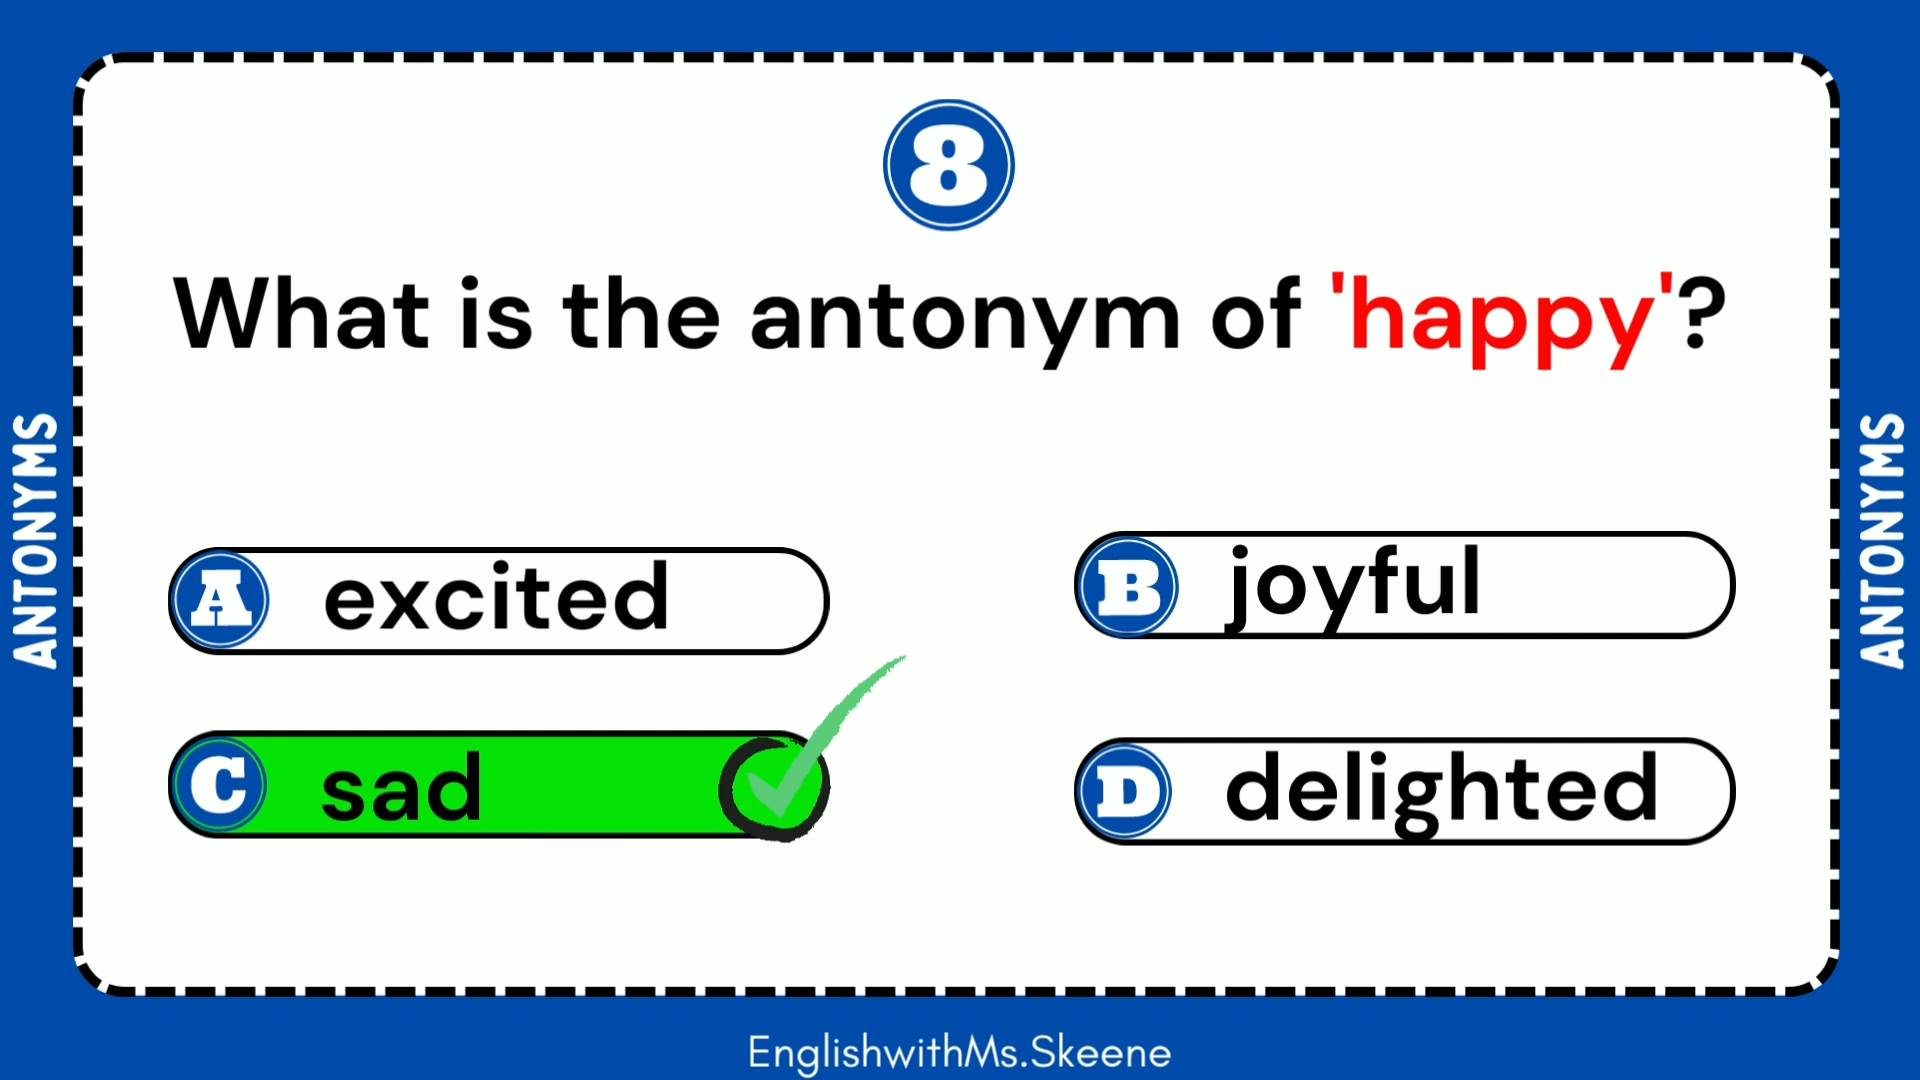 8
What is the antonym of 'happy'?
A excited
B joyful
C sad
D delighted
ANTONYMS
ANTONYMS
EnglishwithMs.Skeene